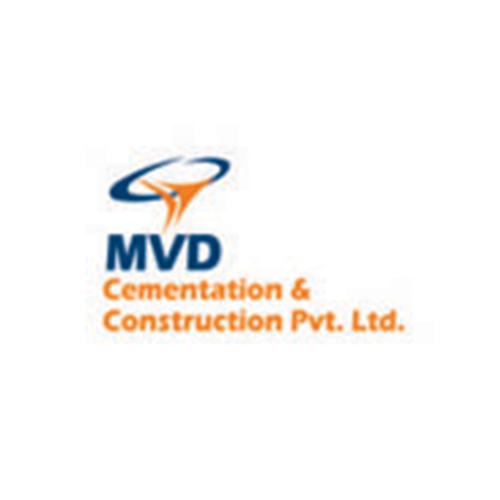 MVD
Cementation &
Construction Pvt. Ltd.